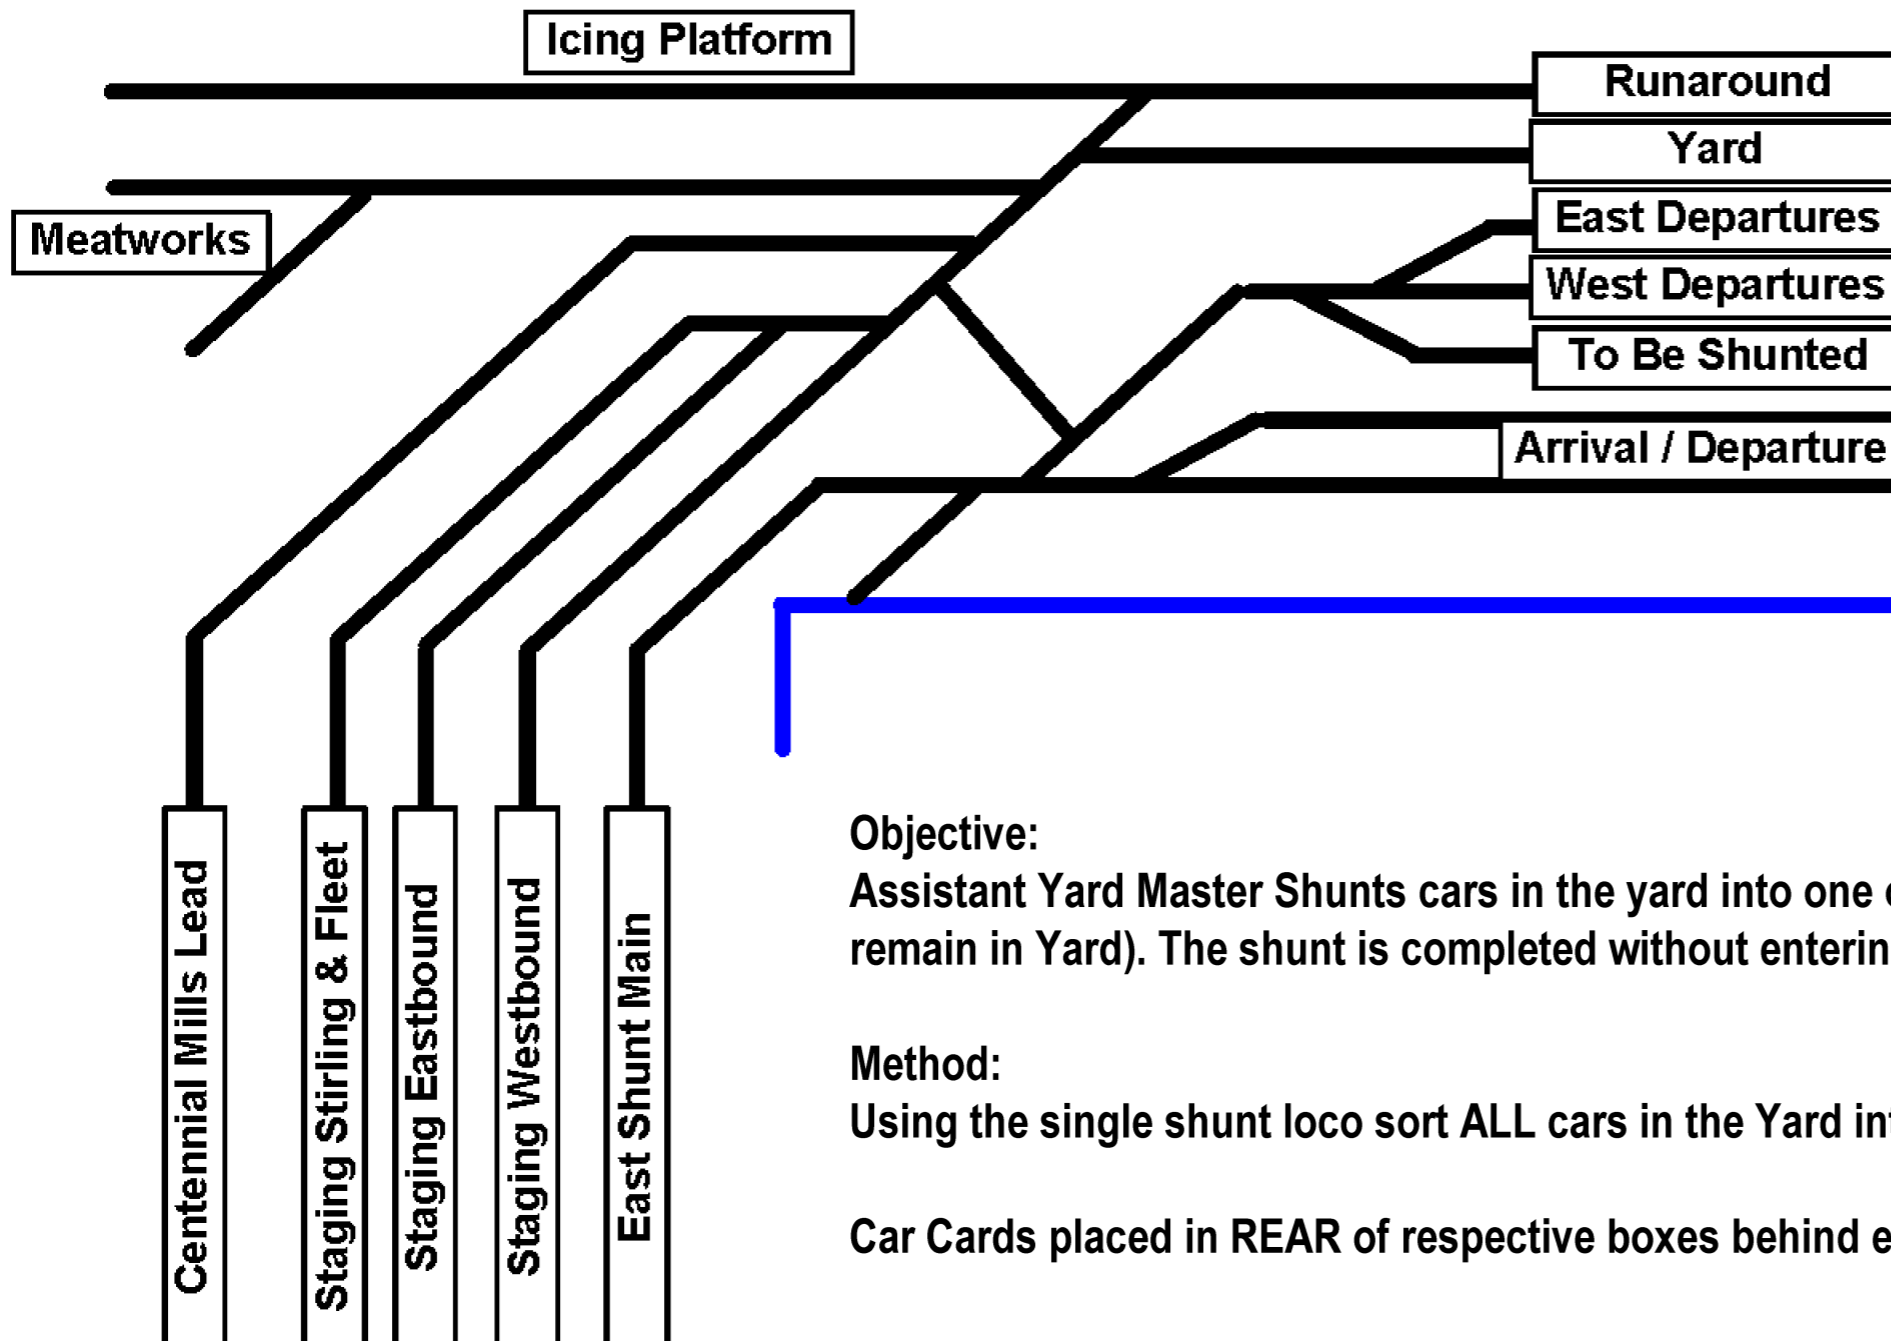 Icing Platform
Runaround
Yard
East Departures
Meatworks
West Departures
To Be Shunted
Arrival / Departure
Centennial Mills Lead
Staging Stirling & Fleet
Staging Eastbound
Staging Westbound
East Shunt Main
Objective:
Assistant Yard Master Shunts cars in the yard into one
remain in Yard). The shunt is completed without
Method:
Using the single shunt loco sort ALL cars in the Yard
Car Cards placed in REAR of respective boxes behind